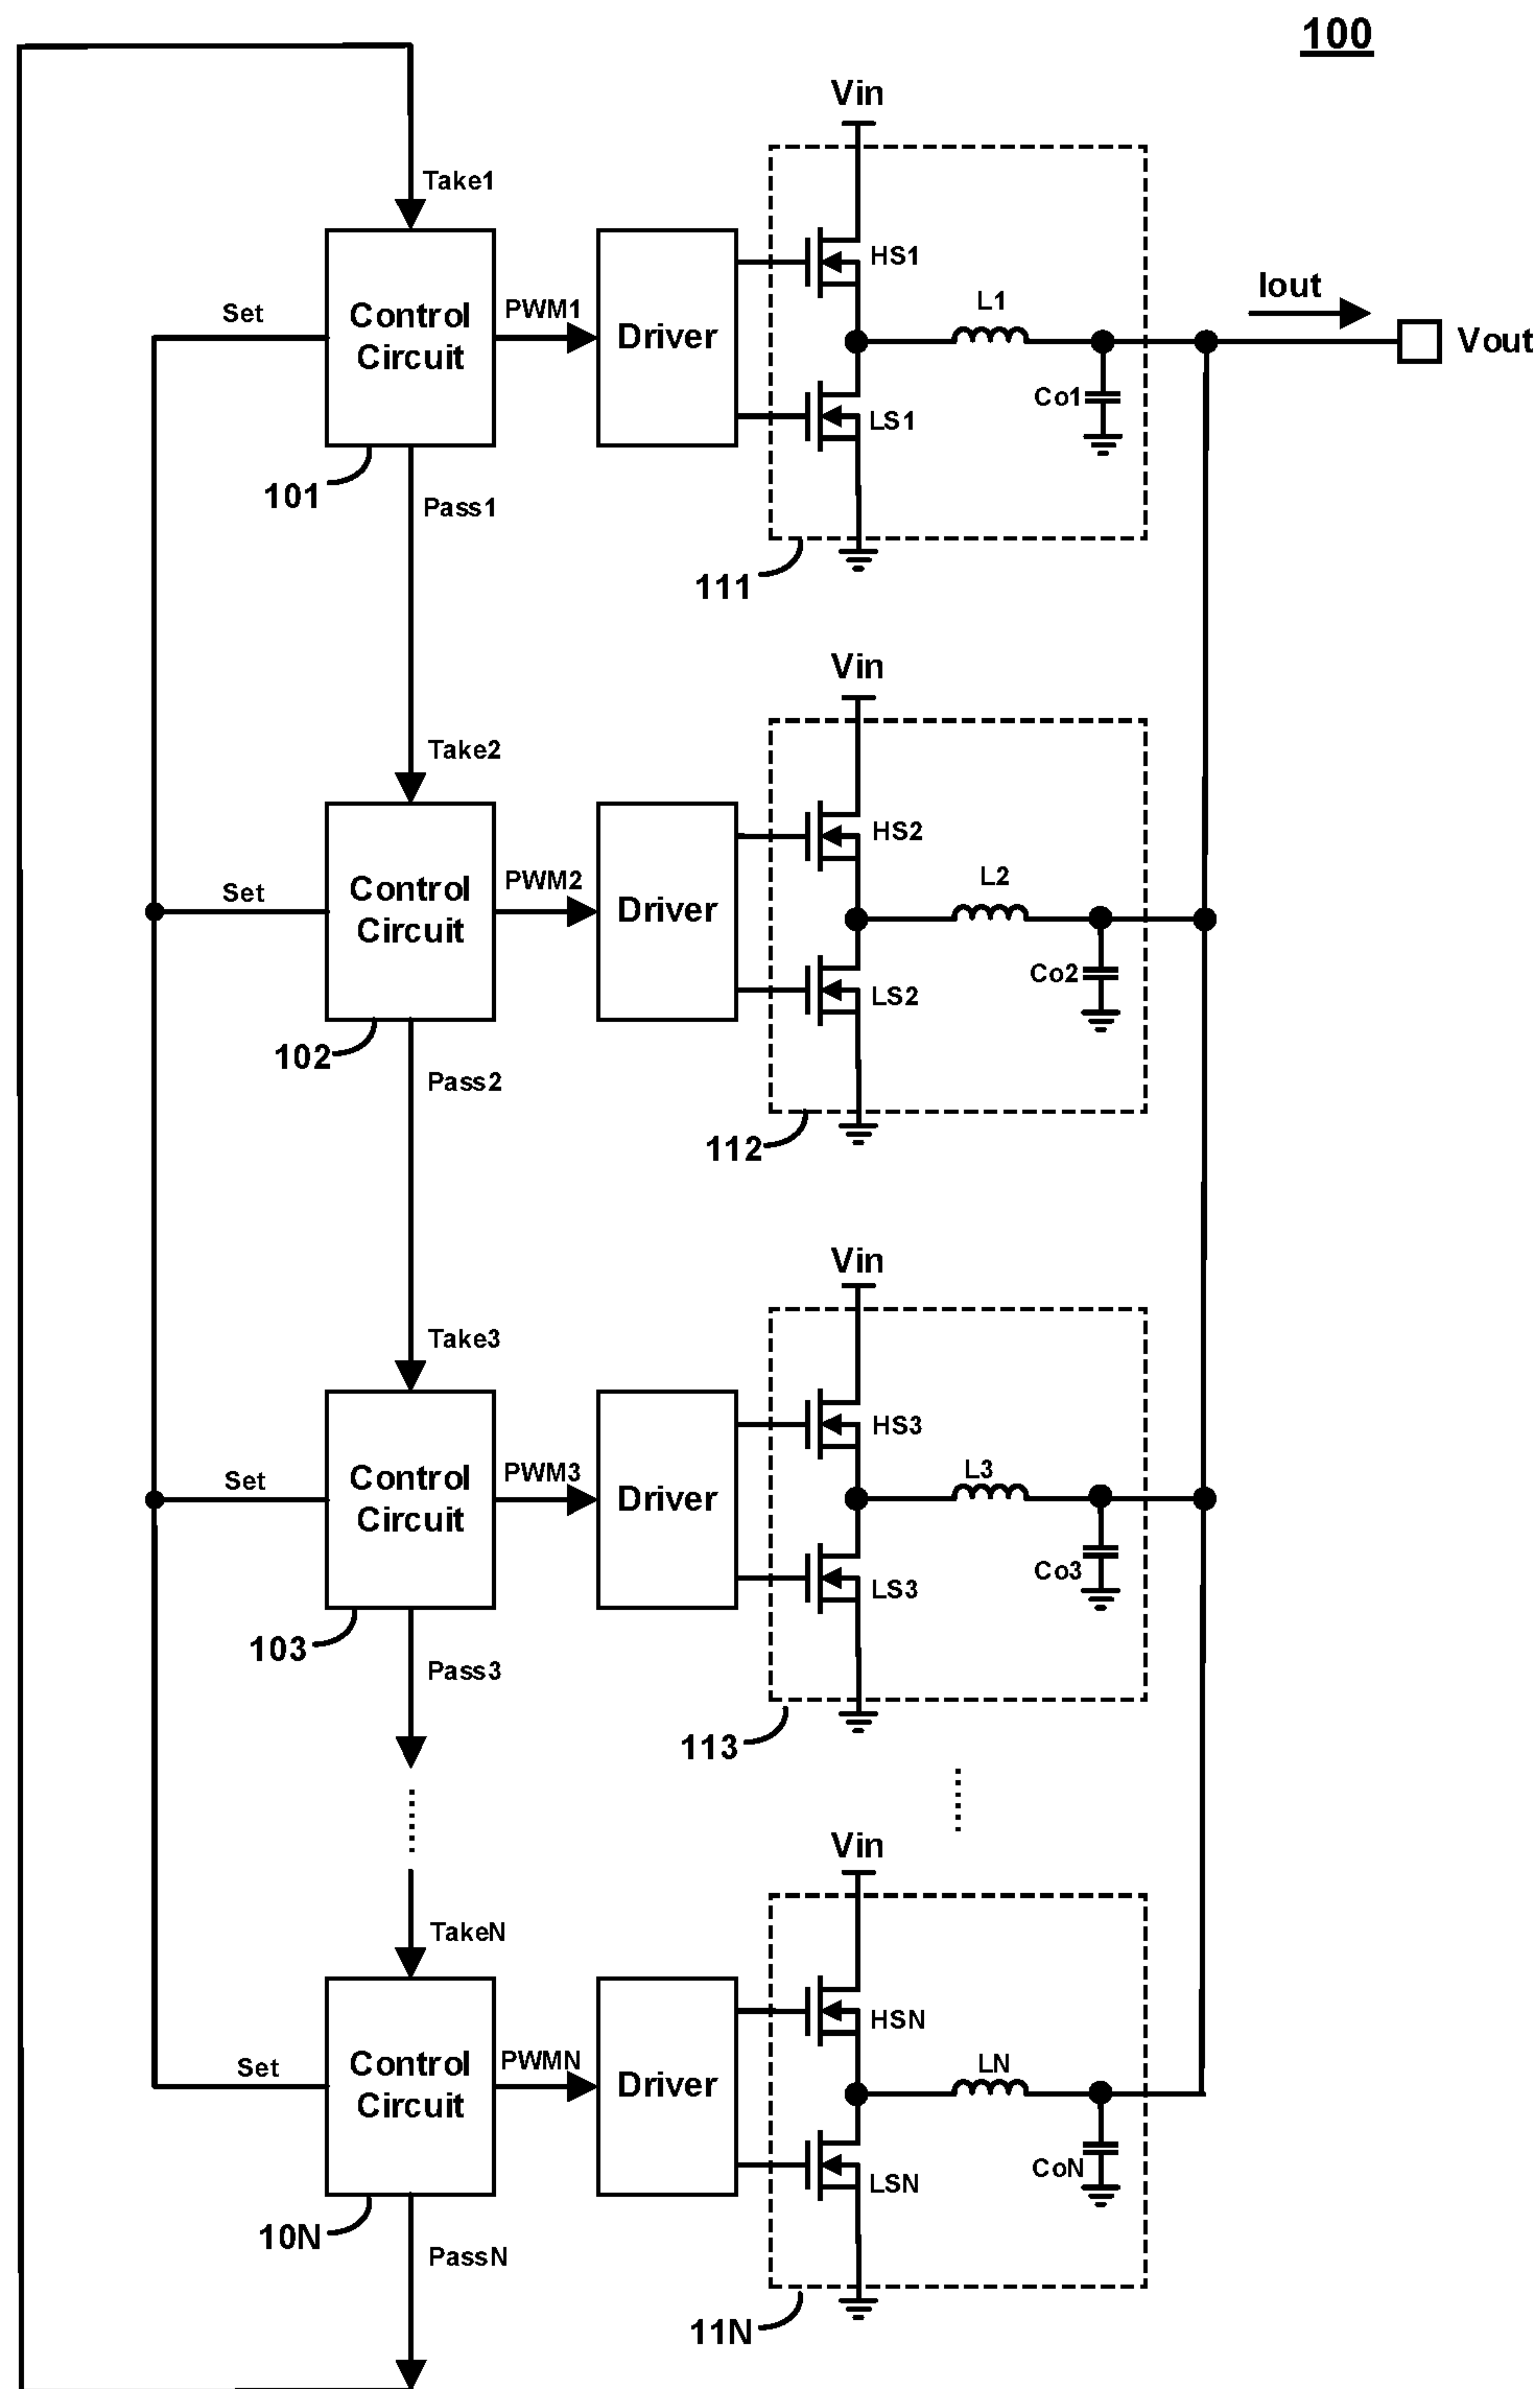 100
Vin
Take1
HS1
Set
Control
Circuit
PWM1
Driver
L1
Iout
Vout
Co1
LS1
101
Pass1
111
Vin
Take2
HS2
Set
Control
Circuit
PWM2
Driver
L2
Co2
LS2
102
Pass2
112
Vin
Take3
HS3
Set
Control
Circuit
PWM3
Driver
L3
Co3
LS3
103
Pass3
113
Vin
TakeN
HSN
Set
Control
Circuit
PWMN
Driver
LN
CoN
LSN
10N
PassN
11N